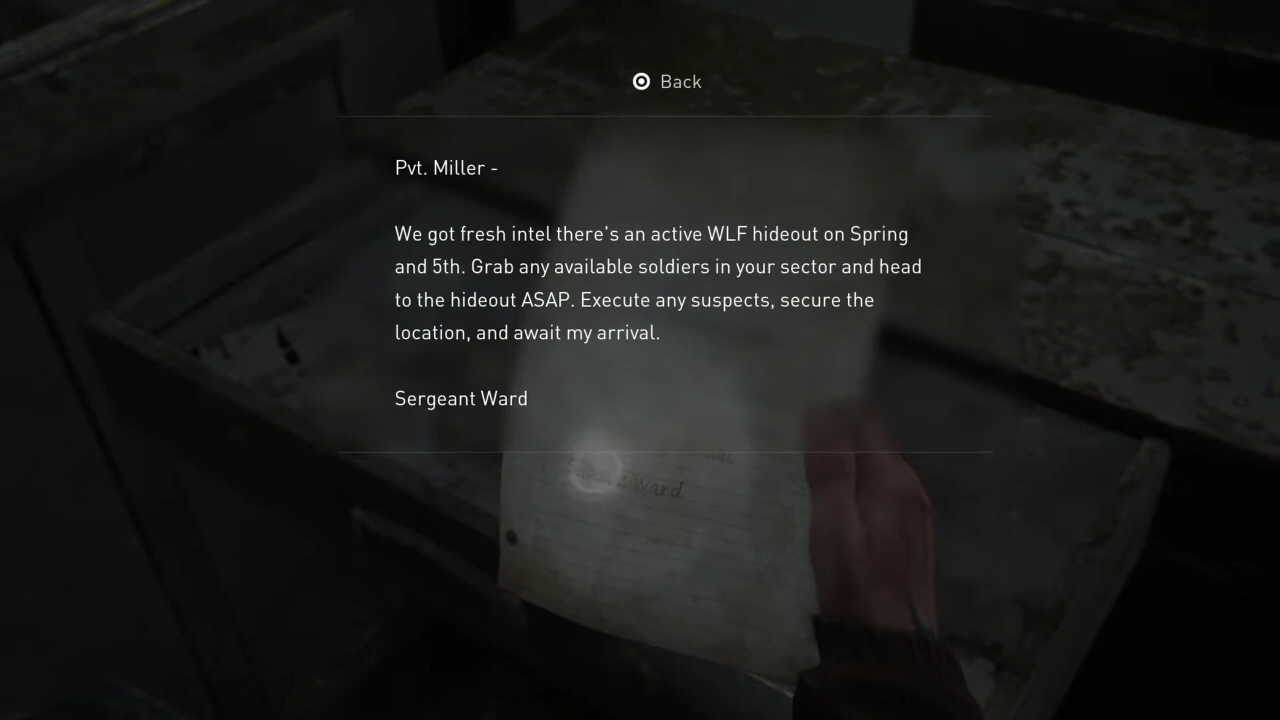 Back
Pvt. Miller -
We got fresh intel there's an active WLF hideout on Spring
and 5th. Grab any available soldiers in your sector and head
to the hideout ASAP. Execute any suspects, secure the
location, and await my arrival.
Sergeant Ward
Ward